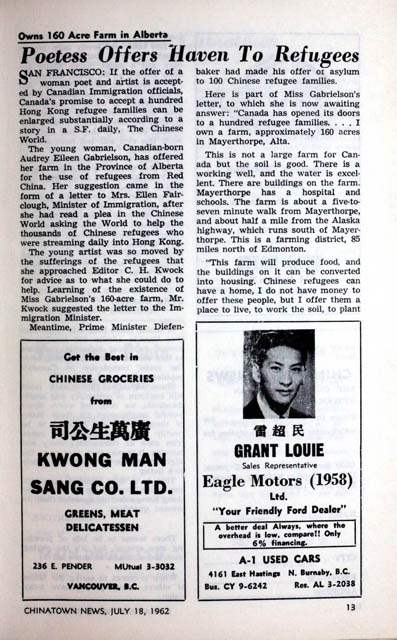 Owns 160 Acre Farm in Alberta
Poetess Offers Haven To Refugees
SAN FRANCISCO: If the offer of a
woman poet and artist is accept-
ed by Canadian Immigration officials,
Canada's promise to accept a hundred
Hong Kong refugee families can be
enlarged substantially according to a
story in a S.F. daily, The Chinese
World.
The young woman, Canadian-born
Audrey Eileen Gabrielson, has offered
her farm in the Province of Alberta
for the use of refugees from Red
China. Her suggestion came in the
form of a letter to Mrs. Ellen Fair-
clough, Minister of Immigration, after
she had read a plea in the Chinese
World asking the World to help the
thousands of Chinese refugees who
were streaming daily into Hong Kong.
The young artist was so moved by
the sufferings of the refugees that
she approached Editor C. H. Kwock
for advice as to what she could do to
help. Learning of the existence of
Miss Gabrielson's 160-acre farm, Mr.
Kwock suggested the letter to the Im-
migration Minister.
Meantime, Prime Minister Diefen-
baker had made his offer of asylum
to 100 Chinese refugee families.
Here is part of Miss Gabrielson's
letter, to which she is now awaiting
answer: "Canada has opened its doors
to a hundred refugee families. . . . I
own a farm, approximately 160 acres
in Mayerthorpe, Alta.
This is not a large farm for Can-
ada but the soil is good. There is a
working well, and the water is excel-
lent. There are buildings on the farm.
Mayerthorpe has a hospital and
schools. The farm is about a five-to-
seven minute walk from Mayerthorpe,
and about half a mile from the Alaska
highway, which runs south of Mayer-
thorpe. This is a farming district, 85
miles north of Edmonton.
"This farm will produce food, and
the buildings on it can be converted
into housing. Chinese refugees can
have a home, I do not have money to
offer these people, but I offer them a
place to live, to work the soil, to plant
Get the Best in
CHINESE GROCERIES
from
司公生萬廣
KWONG MAN
SANG CO. LTD.
GREENS, MEAT
DELICATESSEN
236 E. PENDER MUtual 3-3032
VANCOUVER, B.C.
雷超民
GRANT LOUIE
Sales Representative
Eagle Motors (1958)
Ltd.
"Your Friendly Ford Dealer"
A better deal Always, where the
overhead is low, compare!! Only
6% financing.
A-1 USED CARS
4161 East Hastings N. Burnaby, B.C.
Bus. CY 9-6242 Res. AL 3-2038
CHINATOWN NEWS, JULY 18, 1962 13